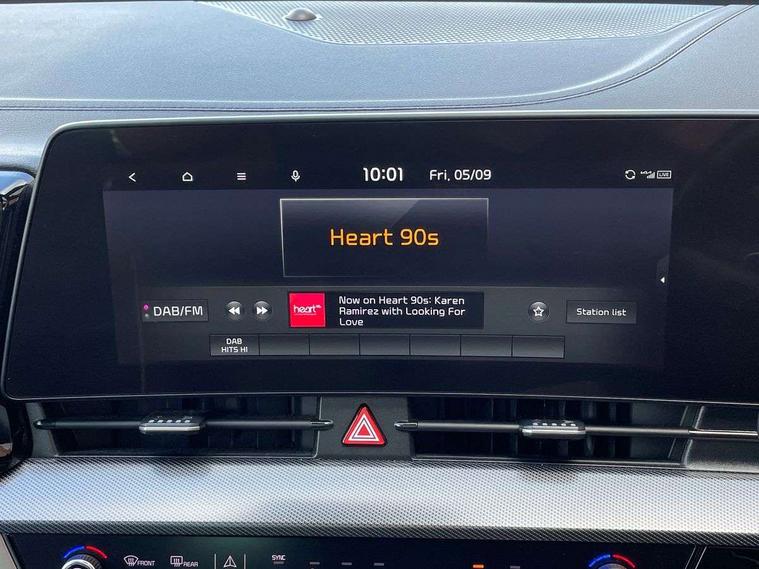 10:01 Fri, 05/09 LIVE
Heart 90s
DAB/FM
heart
Now on Heart 90s: Karen
Ramirez with Looking For
Love
Station list
DAB
HITS HI
FRONT REAR SYNC